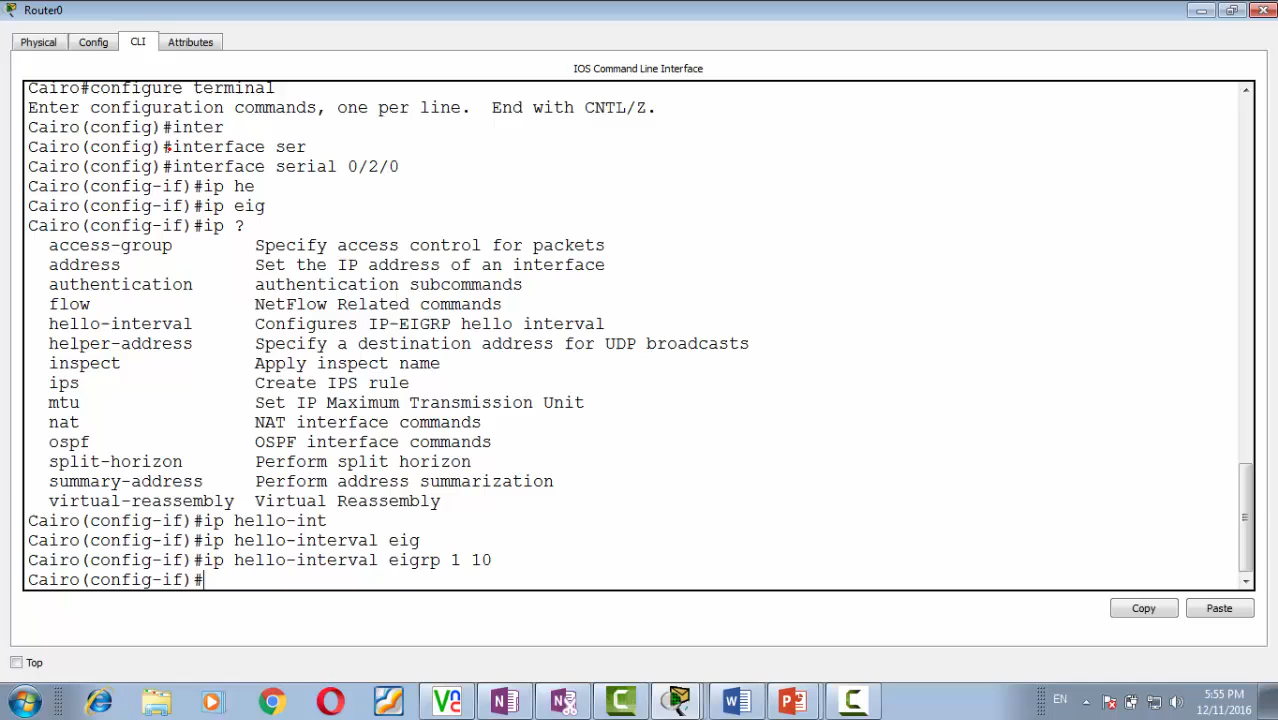 Router0
Physical Config CLI Attributes
IOS Command Line Interface
Cairo#configure terminal
Enter configuration commands, one per line.  End with CNTL/Z.
Cairo(config)#inter
Cairo(config)#interface ser
Cairo(config)#interface serial 0/2/0
Cairo(config-if)#ip he
Cairo(config-if)#ip eig
Cairo(config-if)#ip ?
access-group Specify access control for packets
address Set the IP address of an interface
authentication authentication subcommands
flow NetFlow Related commands
hello-interval Configures IP-EIGRP hello interval
helper-address Specify a destination address for UDP broadcasts
inspect Apply inspect name
ips Create IPS rule
mtu Set IP Maximum Transmission Unit
nat NAT interface commands
ospf OSPF interface commands
split-horizon Perform split horizon
summary-address Perform address summarization
virtual-reassembly Virtual Reassembly
Cairo(config-if)#ip hello-int
Cairo(config-if)#ip hello-interval eig
Cairo(config-if)#ip hello-interval eigrp 1 10
Cairo(config-if)#
Copy Paste
Top
EN
5:55 PM
12/11/2016